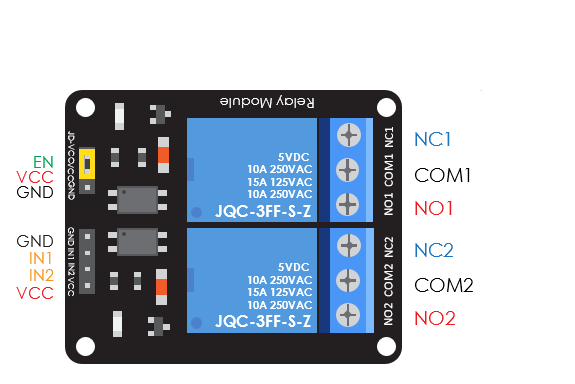 Relay Module
JD-VCC VCC GND
EN
VCC
GND
GND
IN1
IN2
VCC
GND IN1 IN2 VCC
5VDC
10A 250VAC
15A 125VAC
10A 250VAC
JQC-3FF-S-Z
NC1
COM1
NO1
NC1
COM1
NO1
5VDC
10A 250VAC
15A 125VAC
10A 250VAC
JQC-3FF-S-Z
NC2
COM2
NO2
NC2
COM2
NO2